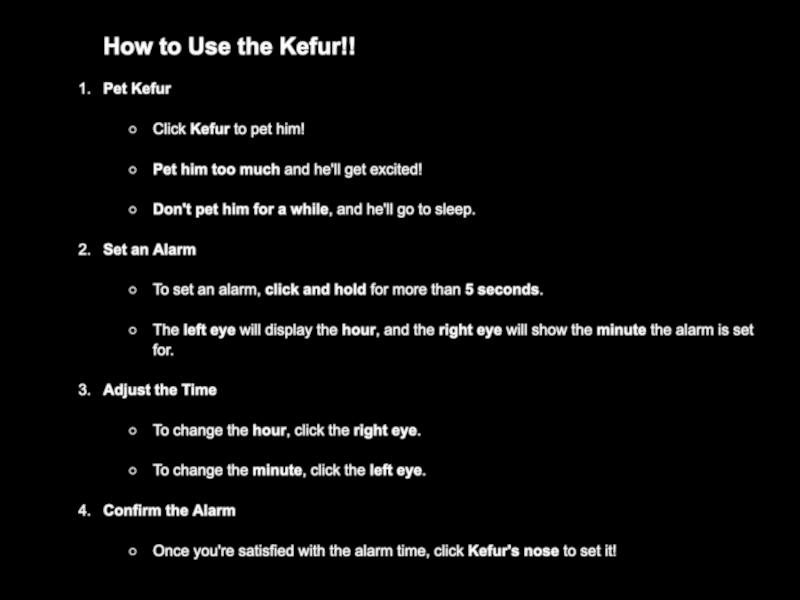 How to Use the Kefur!!
1. Pet Kefur
Click Kefur to pet him!
Pet him too much and he'll get excited!
Don't pet him for a while, and he'll go to sleep.
2. Set an Alarm
To set an alarm, click and hold for more than 5 seconds.
The left eye will display the hour, and the right eye will show the minute the alarm is set
for.
3. Adjust the Time
To change the hour, click the right eye.
To change the minute, click the left eye.
4. Confirm the Alarm
Once you're satisfied with the alarm time, click Kefur's nose to set it!